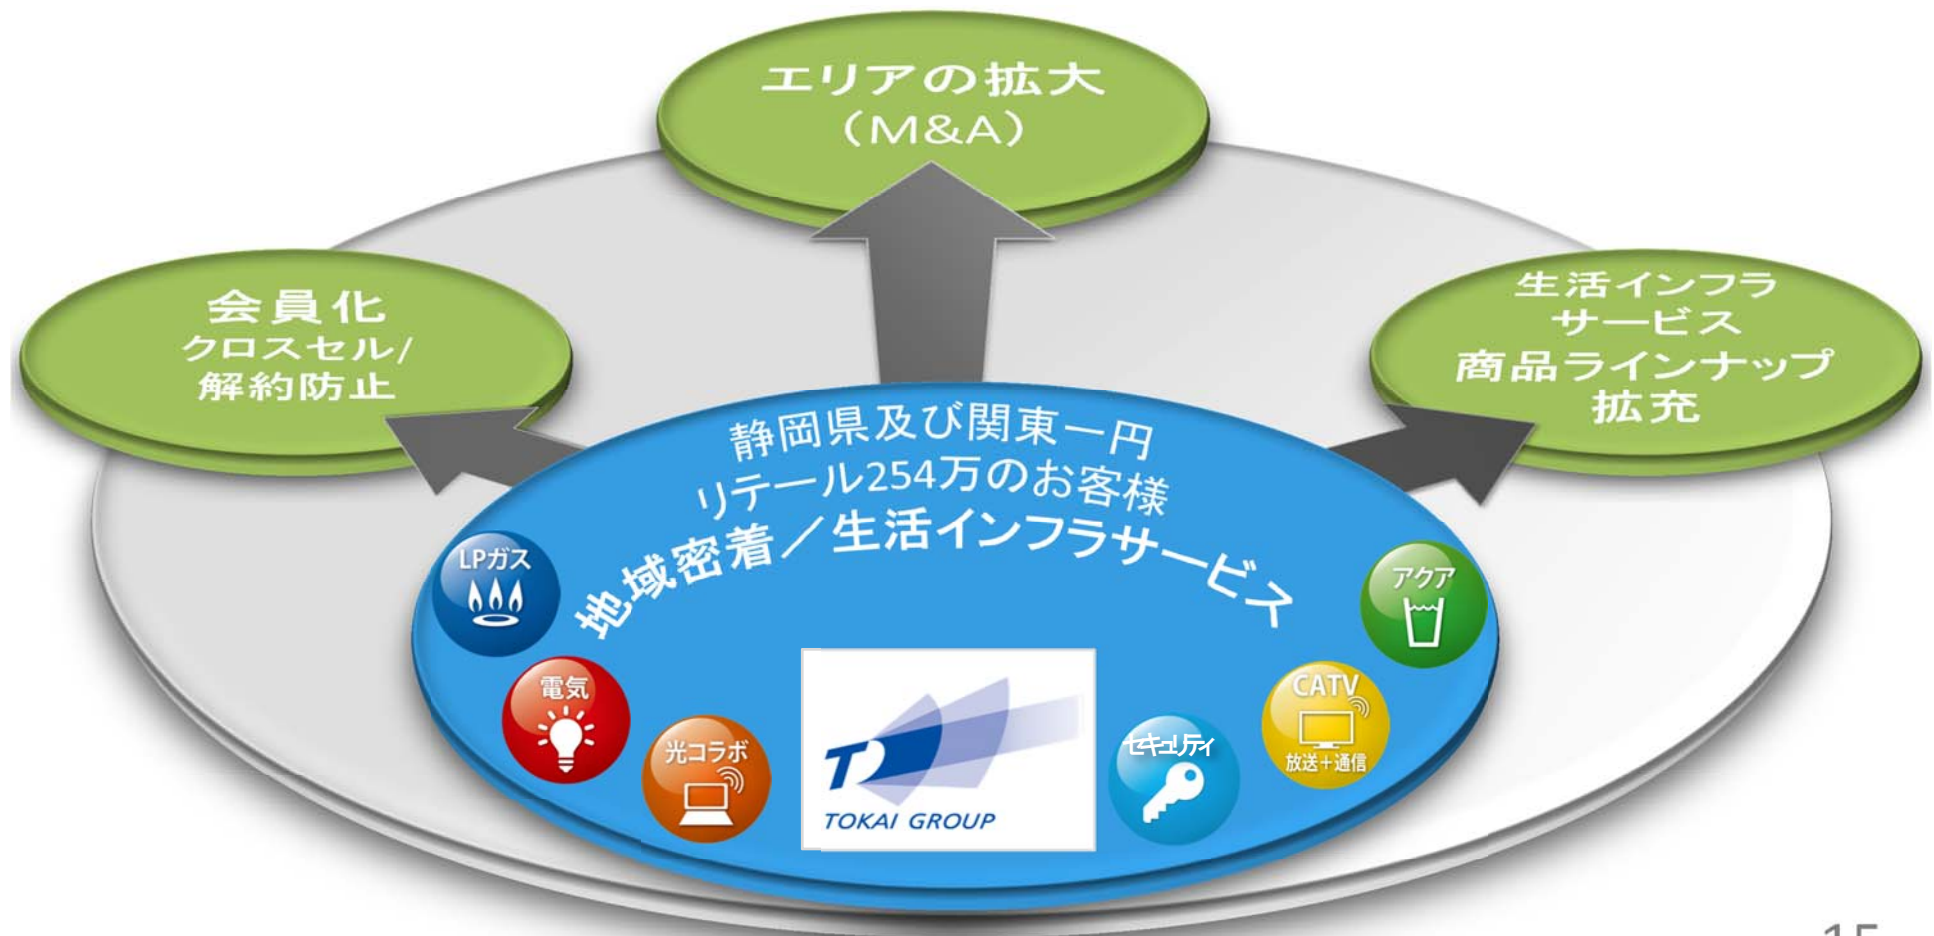 エリアの拡大
（M&A）
会員化
クロスセル/
解約防止
生活インフラ
サービス
商品ラインナップ
拡充
静岡県及び関東一円
リテール254万のお客様
地域密着／生活インフラサービス
LPガス
アクア
電気
CATV
放送＋通信
光コラボ
セキュリティ
TOKAI GROUP
15